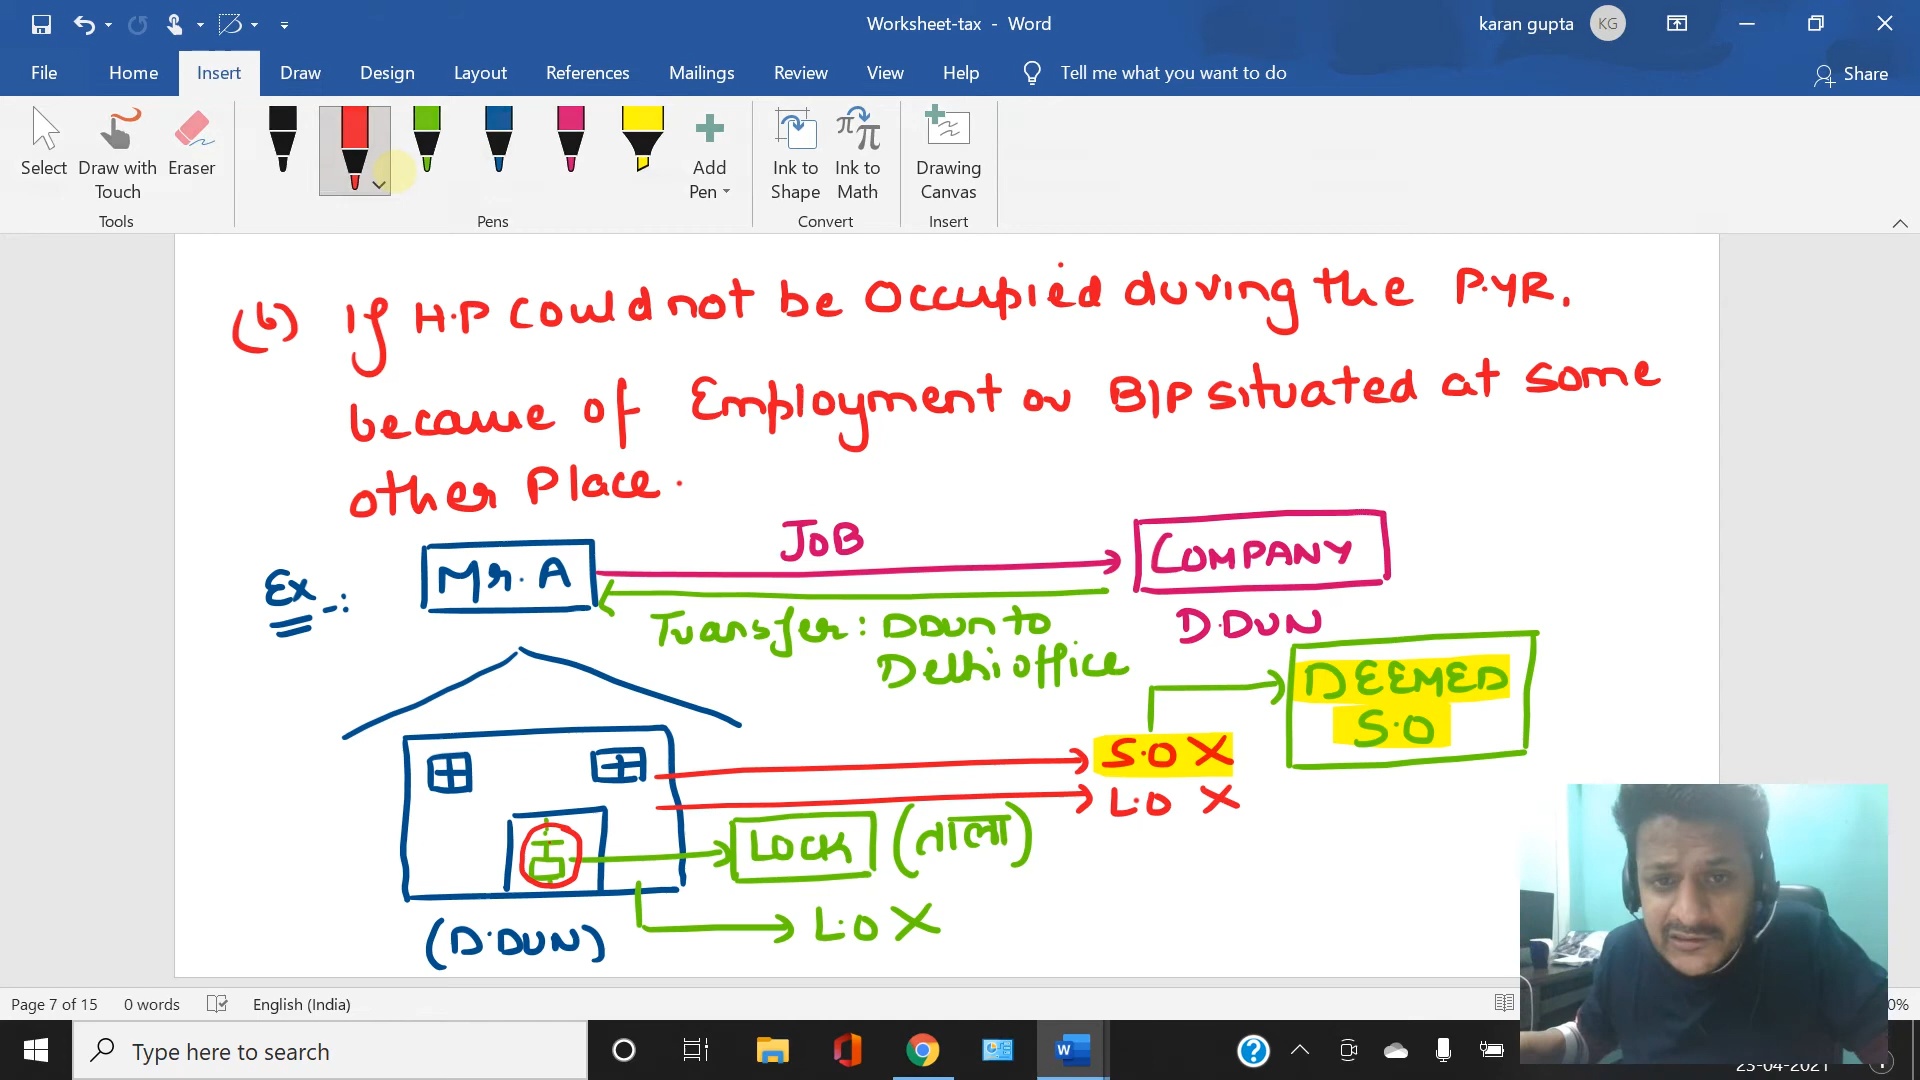 Worksheet-tax - Word
karan gupta KG
File Home Insert Draw Design Layout References Mailings Review View Help Tell me what you want to do Share
Select Draw with Touch Eraser Add Pen Ink to Shape Ink to Math Drawing Canvas
Tools Pens Convert Insert
(b) If H.P could not be occupied during the P.YR.
because of Employment or B|P situated at some
other Place.
Ex -:
Mr. A
JOB
COMPANY
D.DUN
Transfer: DDun to
Delhi office
DEEMED
S.O
S.O X
L.O X
LOCK (ताला)
L.O X
(D.DUN)
Page 7 of 15 0 words English (India)
Type here to search